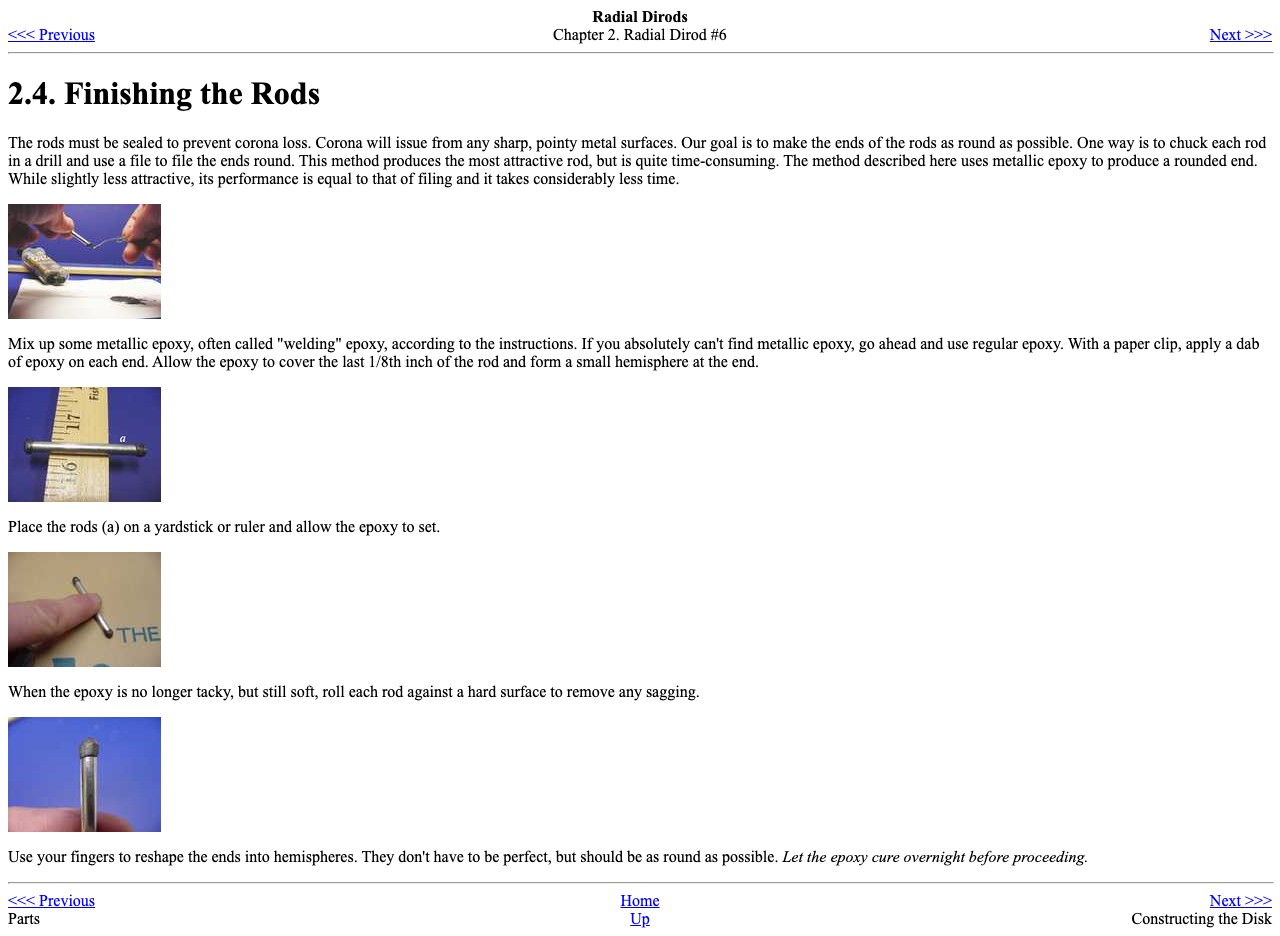 Radial Dirods
<<< Previous Chapter 2. Radial Dirod #6 Next >>>
2.4. Finishing the Rods
The rods must be sealed to prevent corona loss. Corona will issue from any sharp, pointy metal surfaces. Our goal is to make the ends of the rods as round as possible. One way is to chuck each rod
in a drill and use a file to file the ends round. This method produces the most attractive rod, but is quite time-consuming. The method described here uses metallic epoxy to produce a rounded end.
While slightly less attractive, its performance is equal to that of filing and it takes considerably less time.
Mix up some metallic epoxy, often called "welding" epoxy, according to the instructions. If you absolutely can't find metallic epoxy, go ahead and use regular epoxy. With a paper clip, apply a dab
of epoxy on each end. Allow the epoxy to cover the last 1/8th inch of the rod and form a small hemisphere at the end.
17
a
6
Place the rods (a) on a yardstick or ruler and allow the epoxy to set.
THE
When the epoxy is no longer tacky, but still soft, roll each rod against a hard surface to remove any sagging.
Use your fingers to reshape the ends into hemispheres. They don't have to be perfect, but should be as round as possible. Let the epoxy cure overnight before proceeding.
<<< Previous Home Next >>>
Parts Up Constructing the Disk